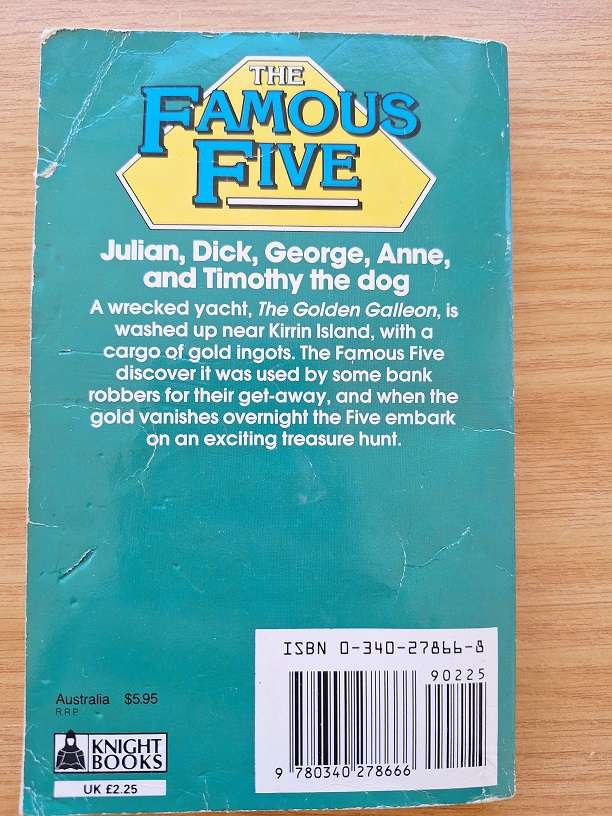 THE
FAMOUS
FIVE
Julian, Dick, George, Anne,
and Timothy the dog
A wrecked yacht, The Golden Galleon, is
washed up near Kirrin Island, with a
cargo of gold ingots. The Famous Five
discover it was used by some bank
robbers for their get-away, and when the
gold vanishes overnight the Five embark
on an exciting treasure hunt.
ISBN 0-340-27866-8
90225
9 780340 278666
Australia $5.95
R.R.P.
KNIGHT
BOOKS
UK £2.25